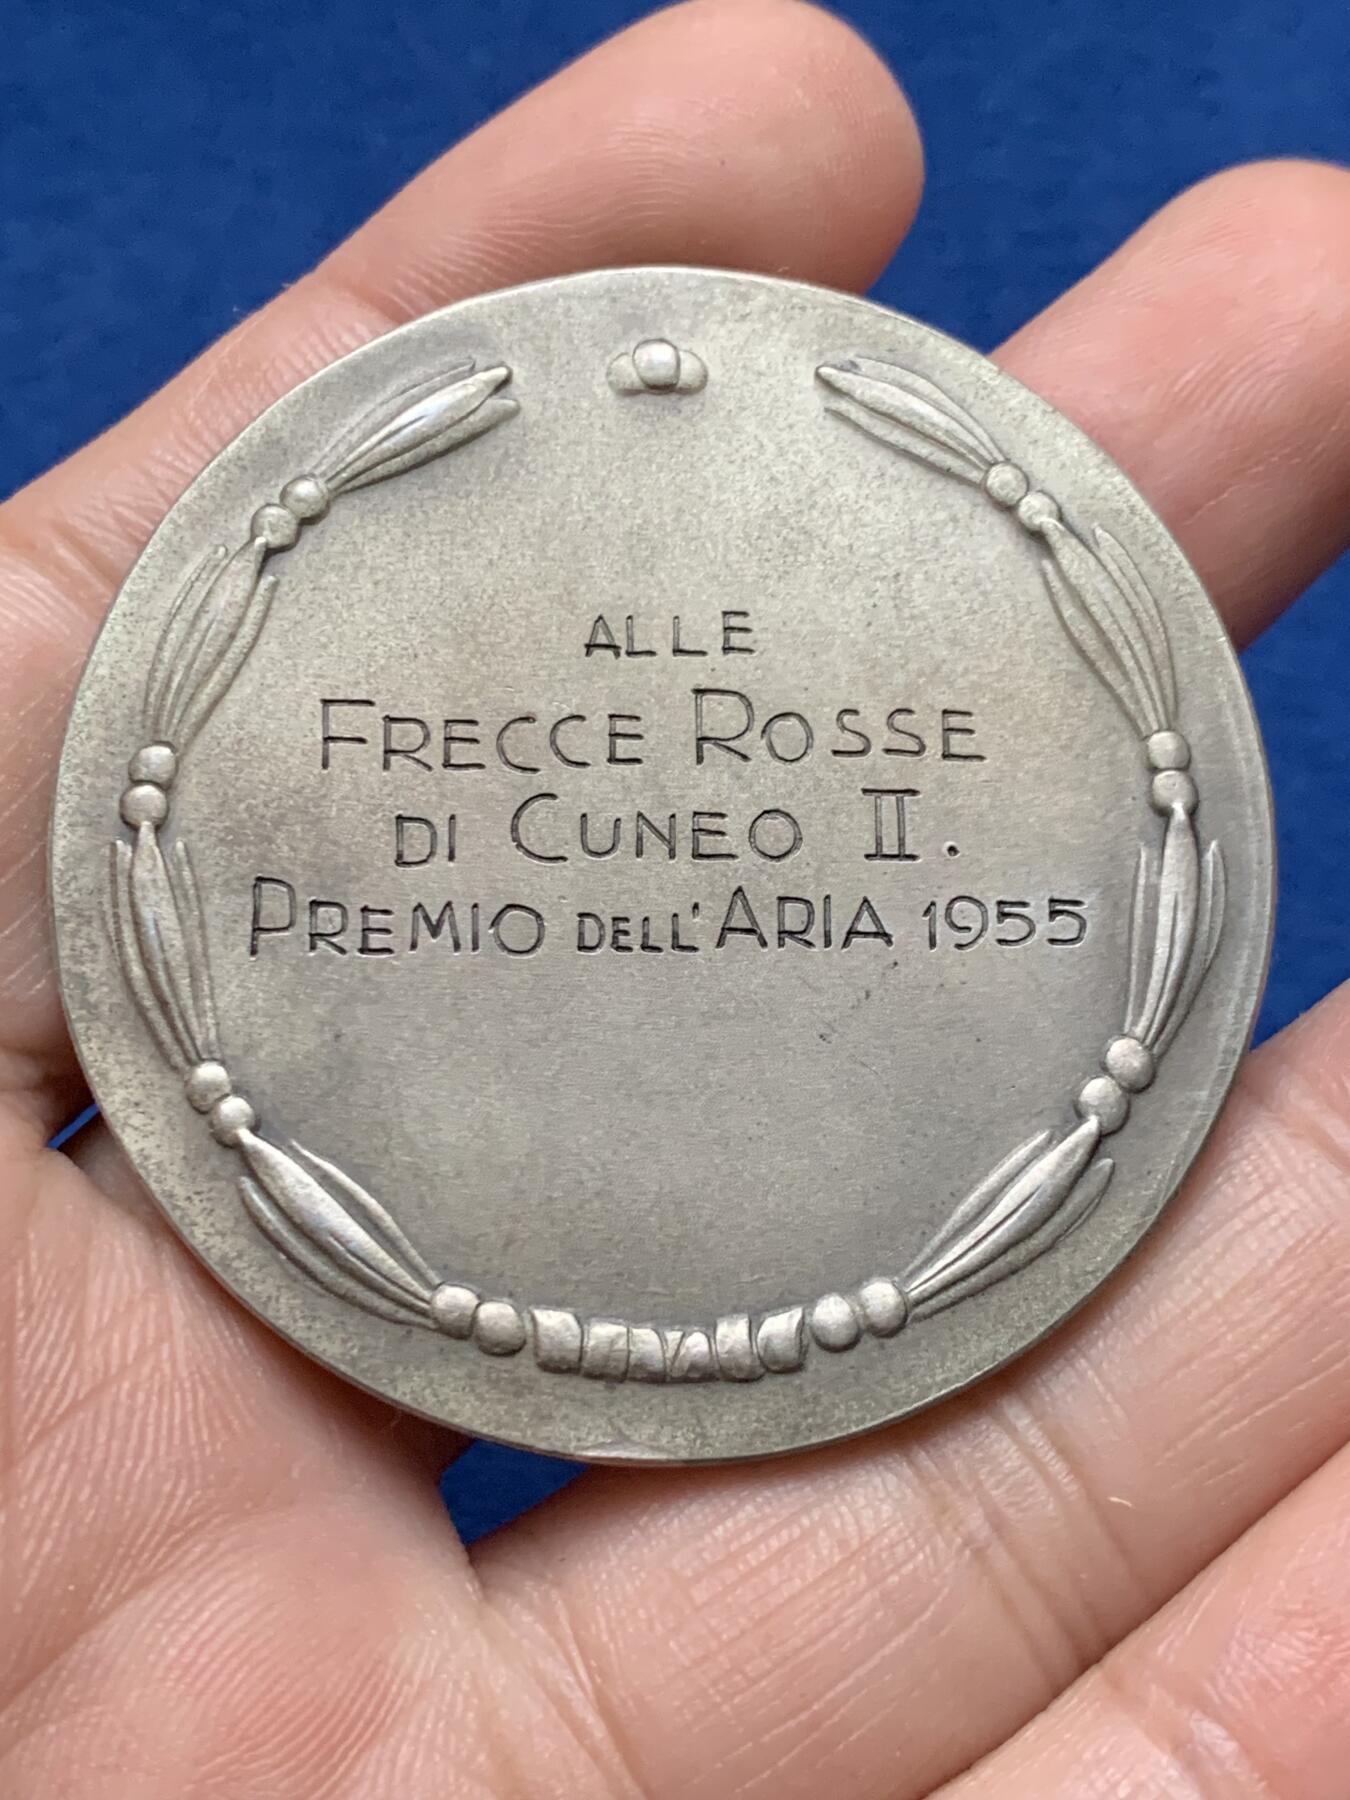 ALLE
FRECCE ROSSE
DI CUNEO II.
PREMIO DELL'ARIA 1955